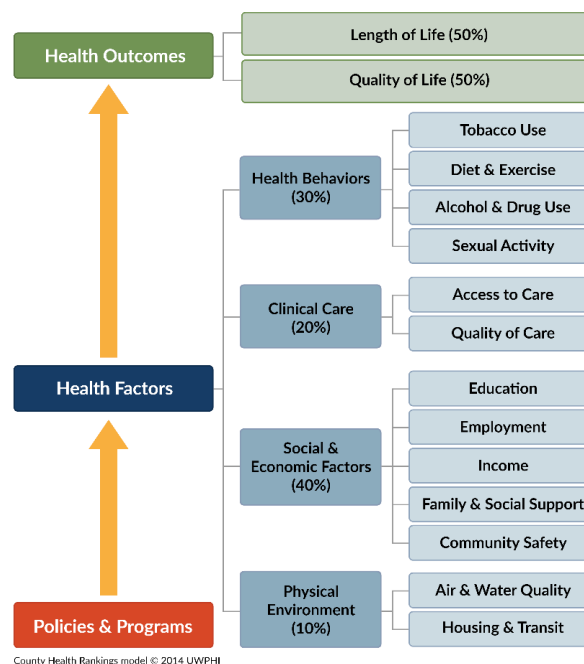 Health Outcomes
Length of Life (50%)
Quality of Life (50%)
Health Behaviors
(30%)
Tobacco Use
Diet & Exercise
Alcohol & Drug Use
Sexual Activity
Clinical Care
(20%)
Access to Care
Quality of Care
Health Factors
Social &
Economic Factors
(40%)
Education
Employment
Income
Family & Social Support
Community Safety
Physical
Environment
(10%)
Air & Water Quality
Housing & Transit
Policies & Programs
County Health Rankings model © 2014 UWPHI